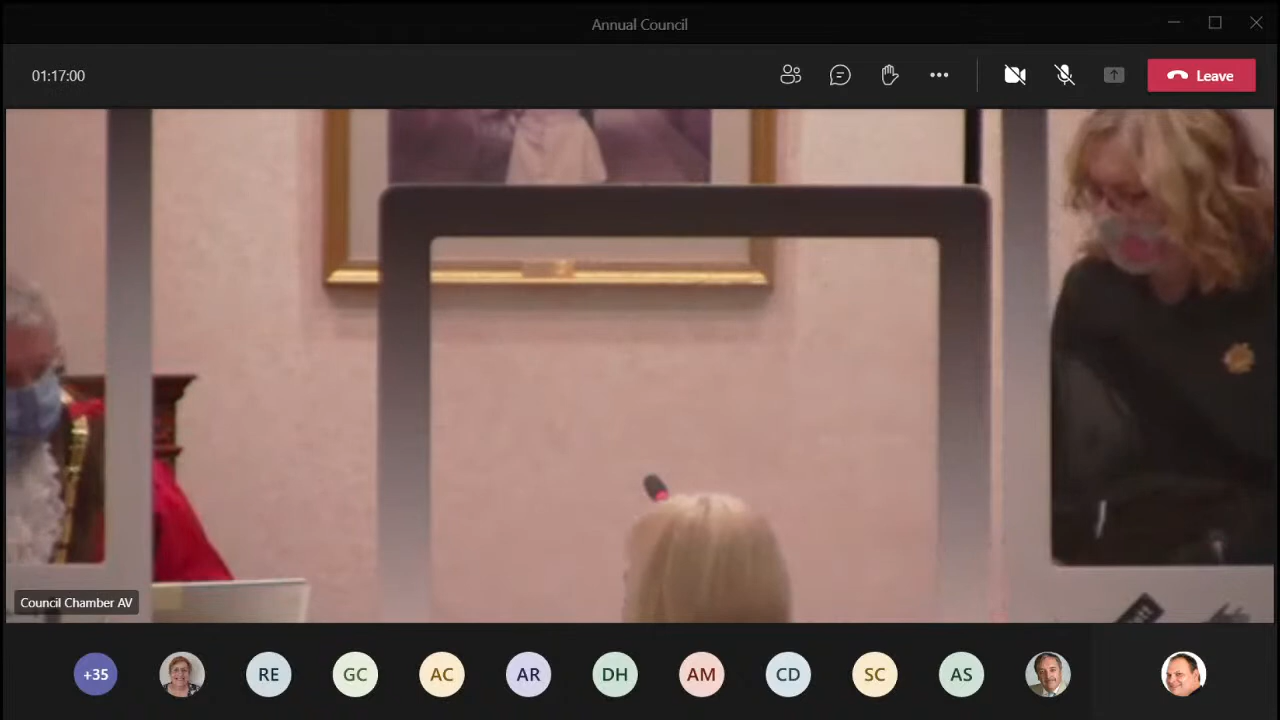 Annual Council
01:17:00
Leave
Council Chamber AV
+35
RE
GC
AC
AR
DH
AM
CD
SC
AS